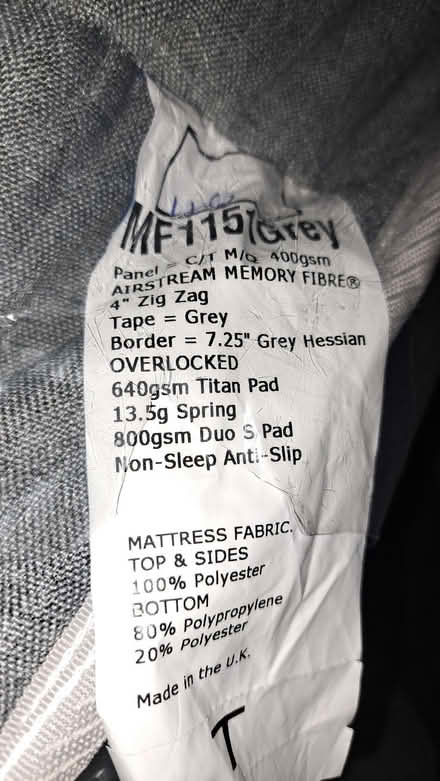 MF115/Grey
Panel = C/T M/Q 400gsm
AIRSTREAM MEMORY FIBRE®
4" Zig Zag
Tape = Grey
Border = 7.25" Grey Hessian
OVERLOCKED
640gsm Titan Pad
13.5g Spring
800gsm Duo S Pad
Non-Sleep Anti-Slip
MATTRESS FABRIC.
TOP & SIDES
100% Polyester
BOTTOM
80% Polypropylene
20% Polyester
Made in the U.K.
T